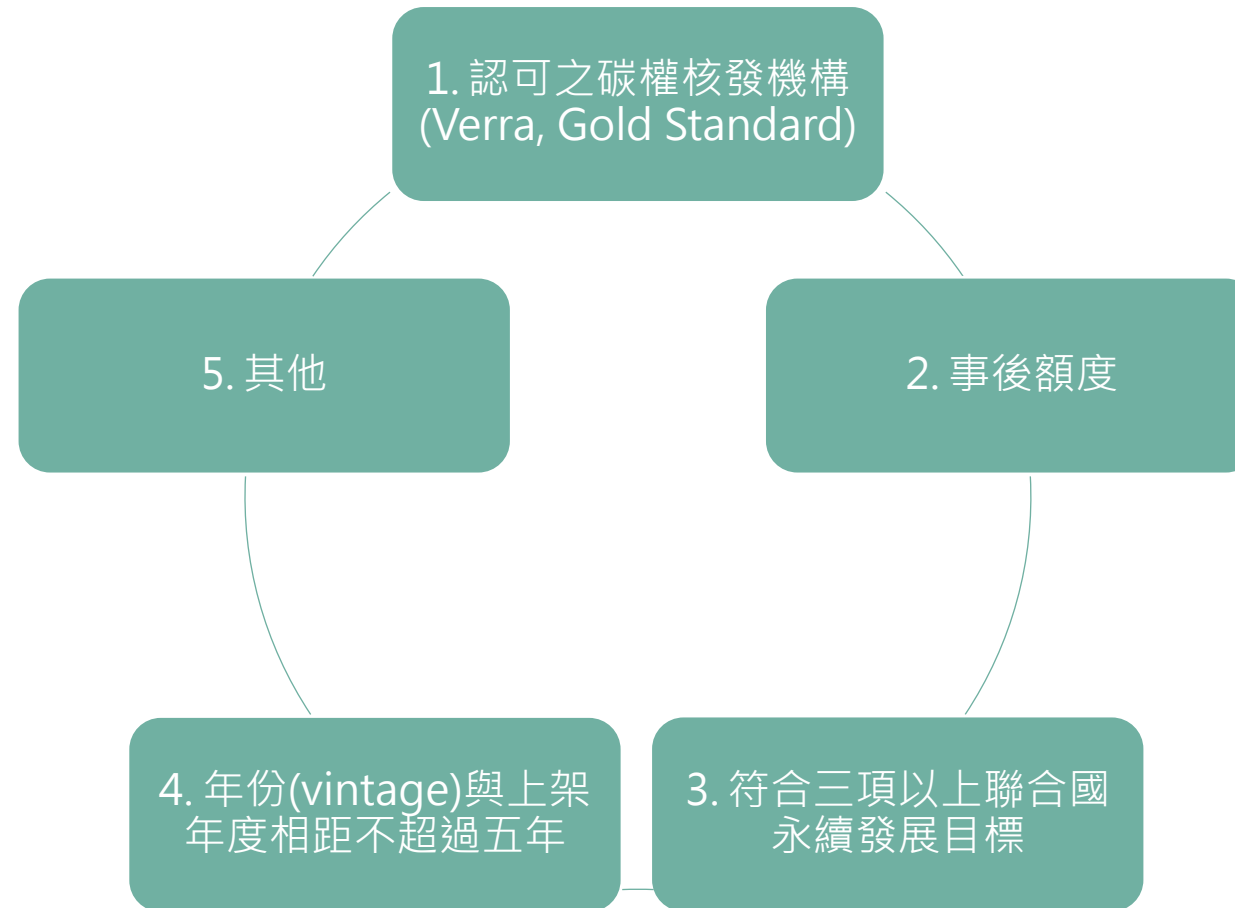 1. 認可之碳權核發機構
(Verra, Gold Standard)
2. 事後額度
3. 符合三項以上聯合國
永續發展目標
4. 年份(vintage)與上架
年度相距不超過五年
5. 其他